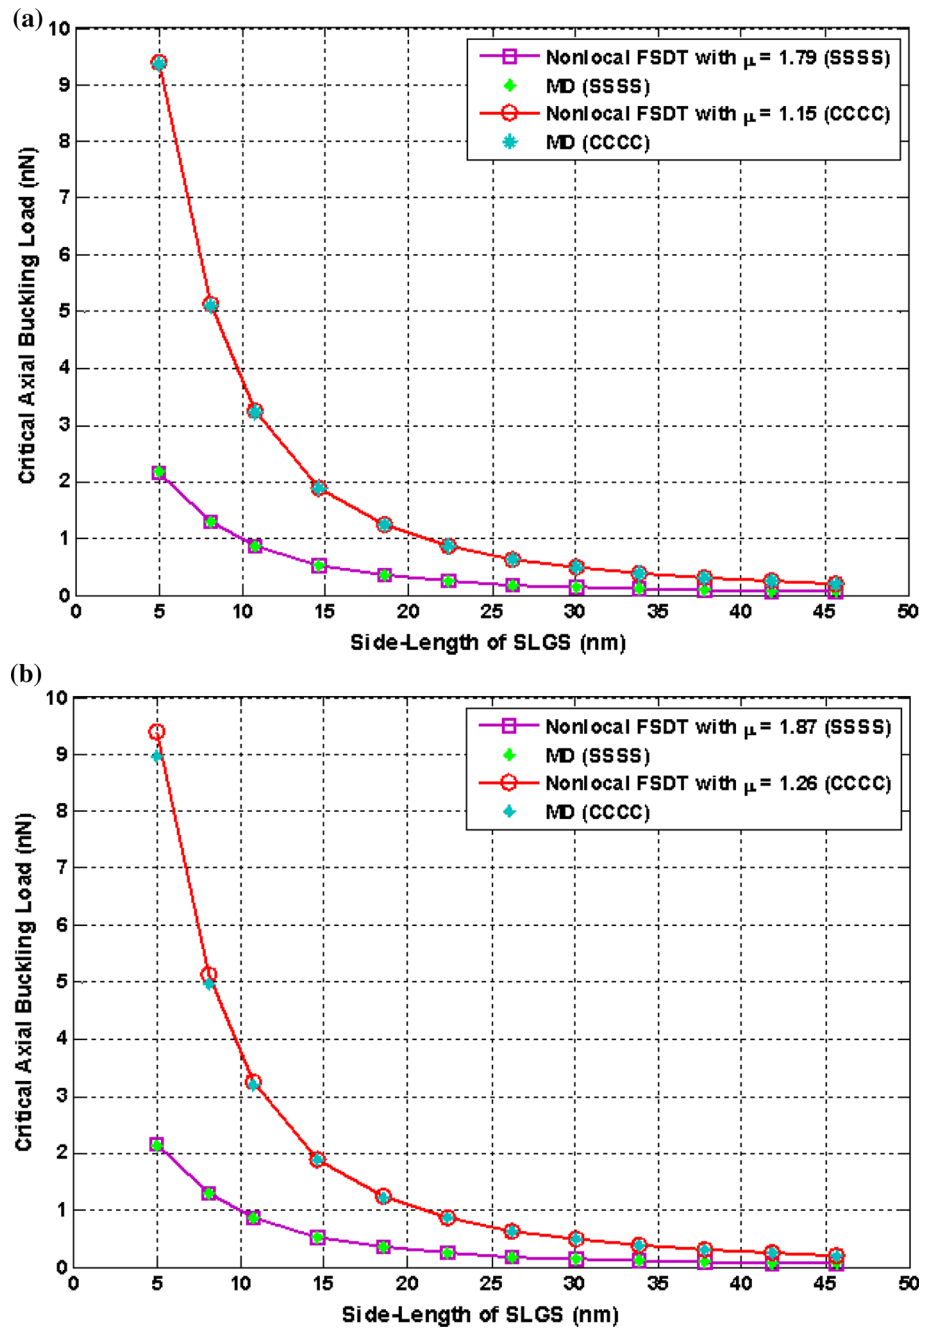 (a)
10
9
8
7
6
5
4
3
2
1
0
Critical Axial Buckling Load (nN)
Nonlocal FSDT with μ = 1.79 (SSSS)
MD (SSSS)
Nonlocal FSDT with μ = 1.15 (CCCC)
MD (CCCC)
0 5 10 15 20 25 30 35 40 45 50
Side-Length of SLGS (nm)
(b)
10
9
8
7
6
5
4
3
2
1
0
Critical Axial Buckling Load (nN)
Nonlocal FSDT with μ = 1.87 (SSSS)
MD (SSSS)
Nonlocal FSDT with μ = 1.26 (CCCC)
MD (CCCC)
0 5 10 15 20 25 30 35 40 45 50
Side-Length of SLGS (nm)